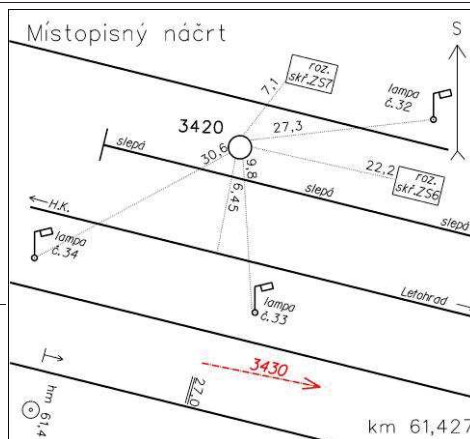 Místopisný náčrt
S
roz.
skř.ZS7
7,1
lampa
č.32
27,3
3420
30,6
slepá
9,8
6,45
22,2
roz.
skř.ZS6
slepá
slepá
H.K.
lampa
č.34
Letohrad
lampa
č.33
3430
27,0
hm 61,4
km 61,427